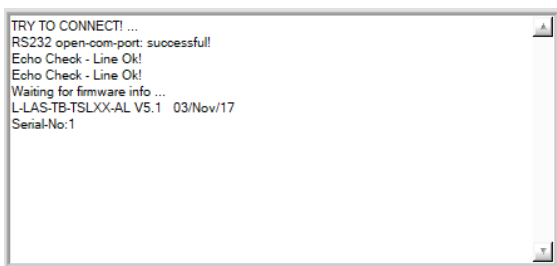 TRY TO CONNECT! ...
RS232 open-com-port: successful!
Echo Check - Line Ok!
Echo Check - Line Ok!
Waiting for firmware info ...
L-LAS-TB-TSLXX-AL V5.1   03/Nov/17
Serial-No:1